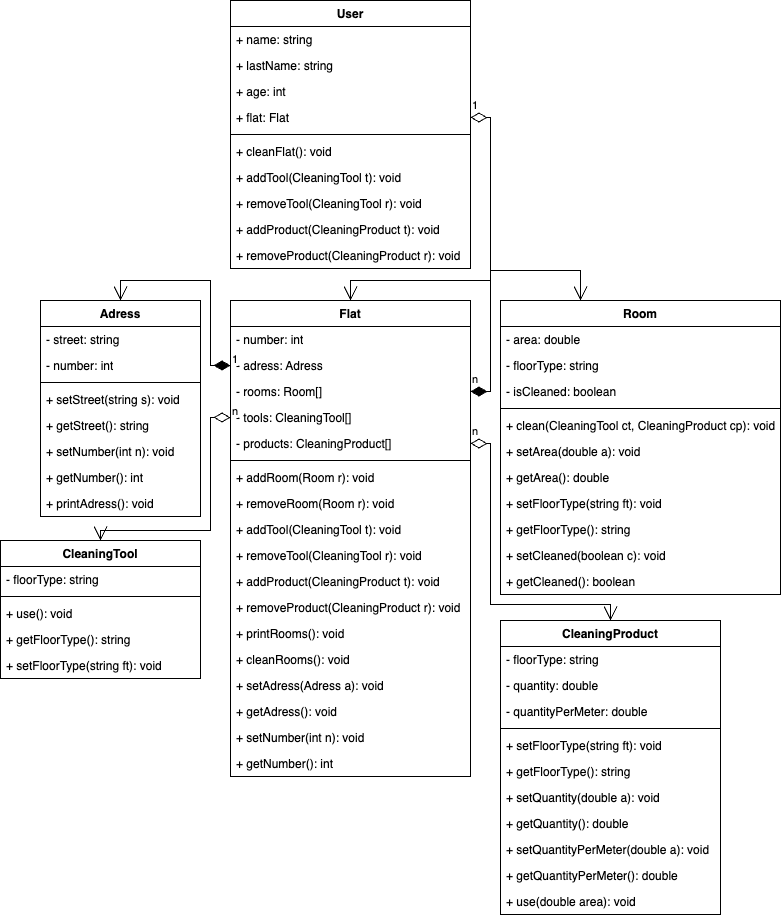 User
+ name: string
+ lastName: string
+ age: int
+ flat: Flat
1
+ cleanFlat(): void
+ addTool(CleaningTool t): void
+ removeTool(CleaningTool r): void
+ addProduct(CleaningProduct t): void
+ removeProduct(CleaningProduct r): void
Adress
- street: string
- number: int
+ setStreet(string s): void
+ getStreet(): string
+ setNumber(int n): void
+ getNumber(): int
+ printAdress(): void
Flat
- number: int
1
- adress: Adress
- rooms: Room[]
n
n
- tools: CleaningTool[]
- products: CleaningProduct[]
n
+ addRoom(Room r): void
+ removeRoom(Room r): void
+ addTool(CleaningTool t): void
+ removeTool(CleaningTool r): void
+ addProduct(CleaningProduct t): void
+ removeProduct(CleaningProduct r): void
+ printRooms(): void
+ cleanRooms(): void
+ setAdress(Adress a): void
+ getAdress(): void
+ setNumber(int n): void
+ getNumber(): int
Room
- area: double
- floorType: string
- isCleaned: boolean
+ clean(CleaningTool ct, CleaningProduct cp): void
+ setArea(double a): void
+ getArea(): double
+ setFloorType(string ft): void
+ getFloorType(): string
+ setCleaned(boolean c): void
+ getCleaned(): boolean
CleaningTool
- floorType: string
+ use(): void
+ getFloorType(): string
+ setFloorType(string ft): void
CleaningProduct
- floorType: string
- quantity: double
- quantityPerMeter: double
+ setFloorType(string ft): void
+ getFloorType(): string
+ setQuantity(double a): void
+ getQuantity(): double
+ setQuantityPerMeter(double a): void
+ getQuantityPerMeter(): double
+ use(double area): void